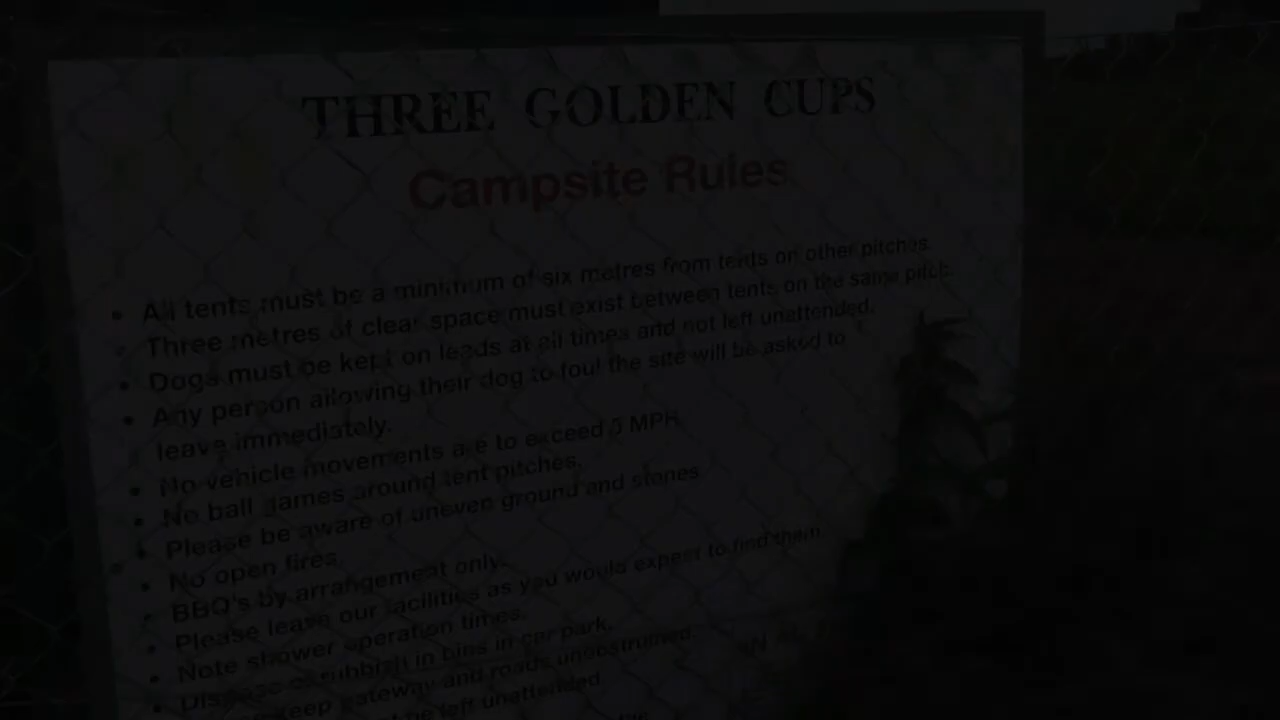 THREE GOLDEN CUPS
Campsite Rules
• All tents must be a minimum of six metres from tents on other pitches.
• Three metres of clear space must exist between tents on the same pitch.
• Dogs must be kept on leads at all times and not left unattended.
• Any person allowing their dog to foul the site will be asked to
leave immediately.
• No vehicle movements are to exceed 5 MPH
• No ball games around tent pitches.
• Please be aware of uneven ground and stones
• No open fires.
• BBQ's by arrangement only.
• Please leave our facilities as you would expect to find them
• Note shower operation times.
• Dispose of rubbish in bins in car park.
keep gateway and roads unobstructed.
be left unattended